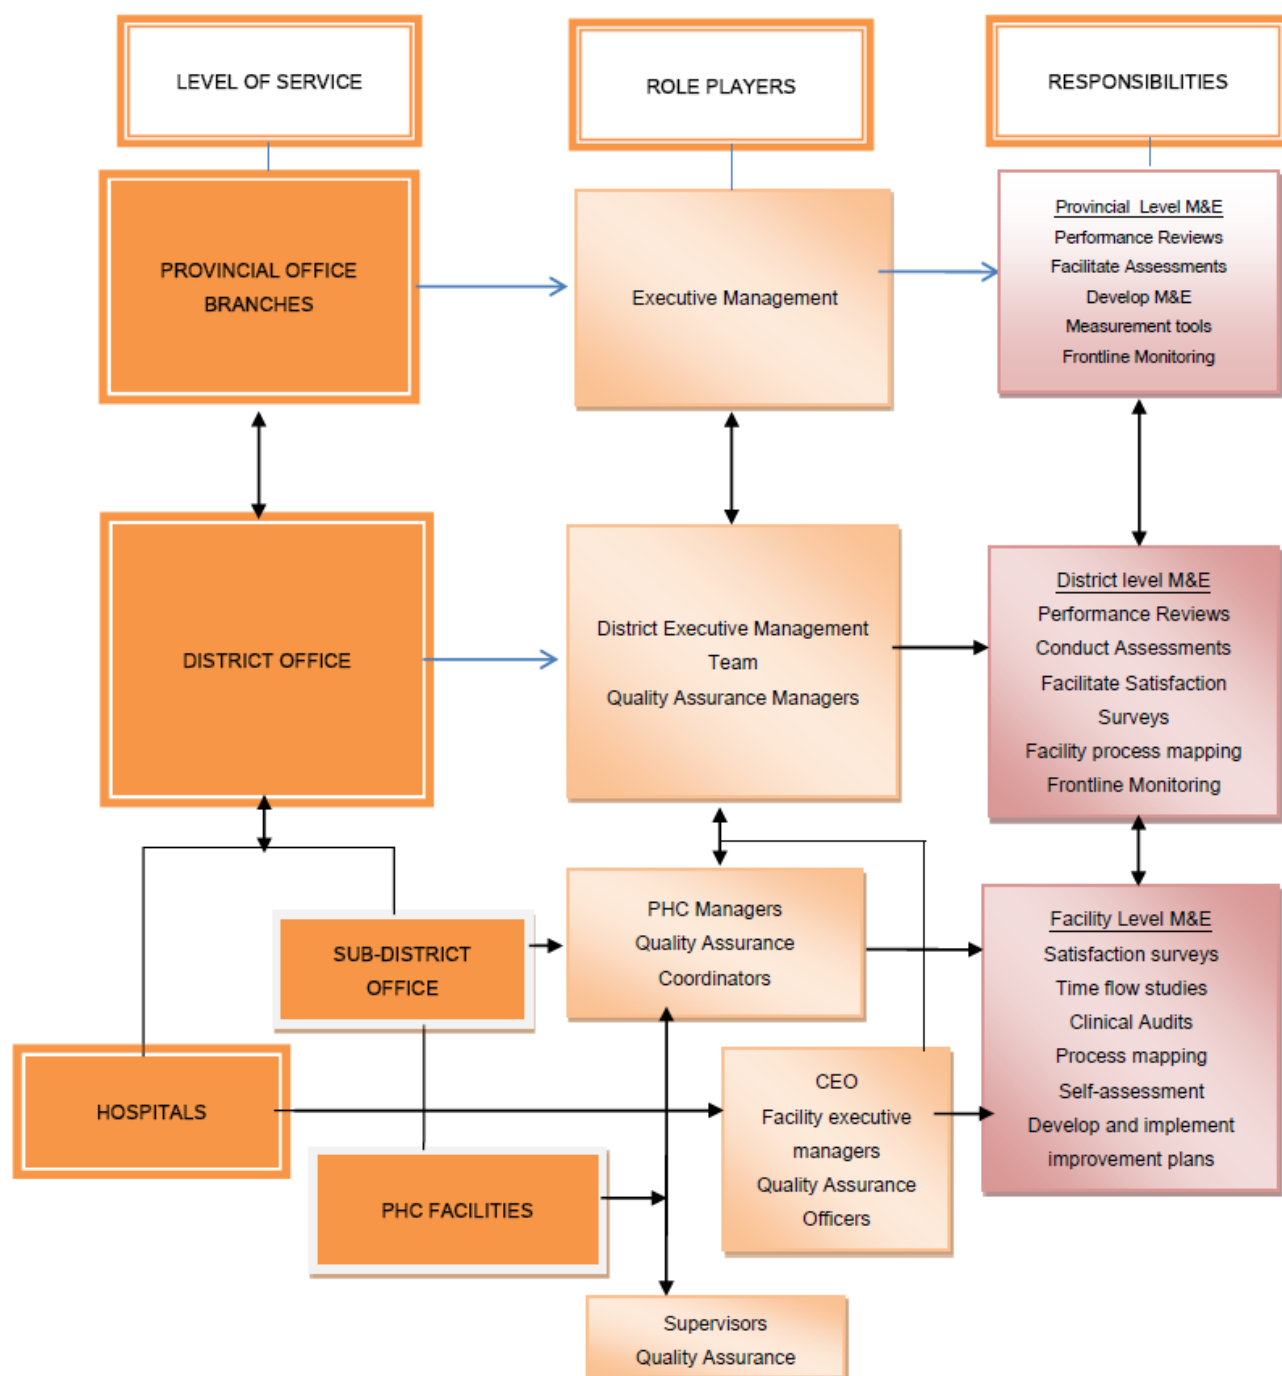 LEVEL OF SERVICE
ROLE PLAYERS
RESPONSIBILITIES
PROVINCIAL OFFICE
BRANCHES
Executive Management
Provincial Level M&E
Performance Reviews
Facilitate Assessments
Develop M&E
Measurement tools
Frontline Monitoring
DISTRICT OFFICE
District Executive Management
Team
Quality Assurance Managers
District level M&E
Performance Reviews
Conduct Assessments
Facilitate Satisfaction
Surveys
Facility process mapping
Frontline Monitoring
SUB-DISTRICT
OFFICE
PHC Managers
Quality Assurance
Coordinators
Facility Level M&E
Satisfaction surveys
Time flow studies
Clinical Audits
Process mapping
Self-assessment
Develop and implement
improvement plans
HOSPITALS
CEO
Facility executive
managers
Quality Assurance
Officers
PHC FACILITIES
Supervisors
Quality Assurance